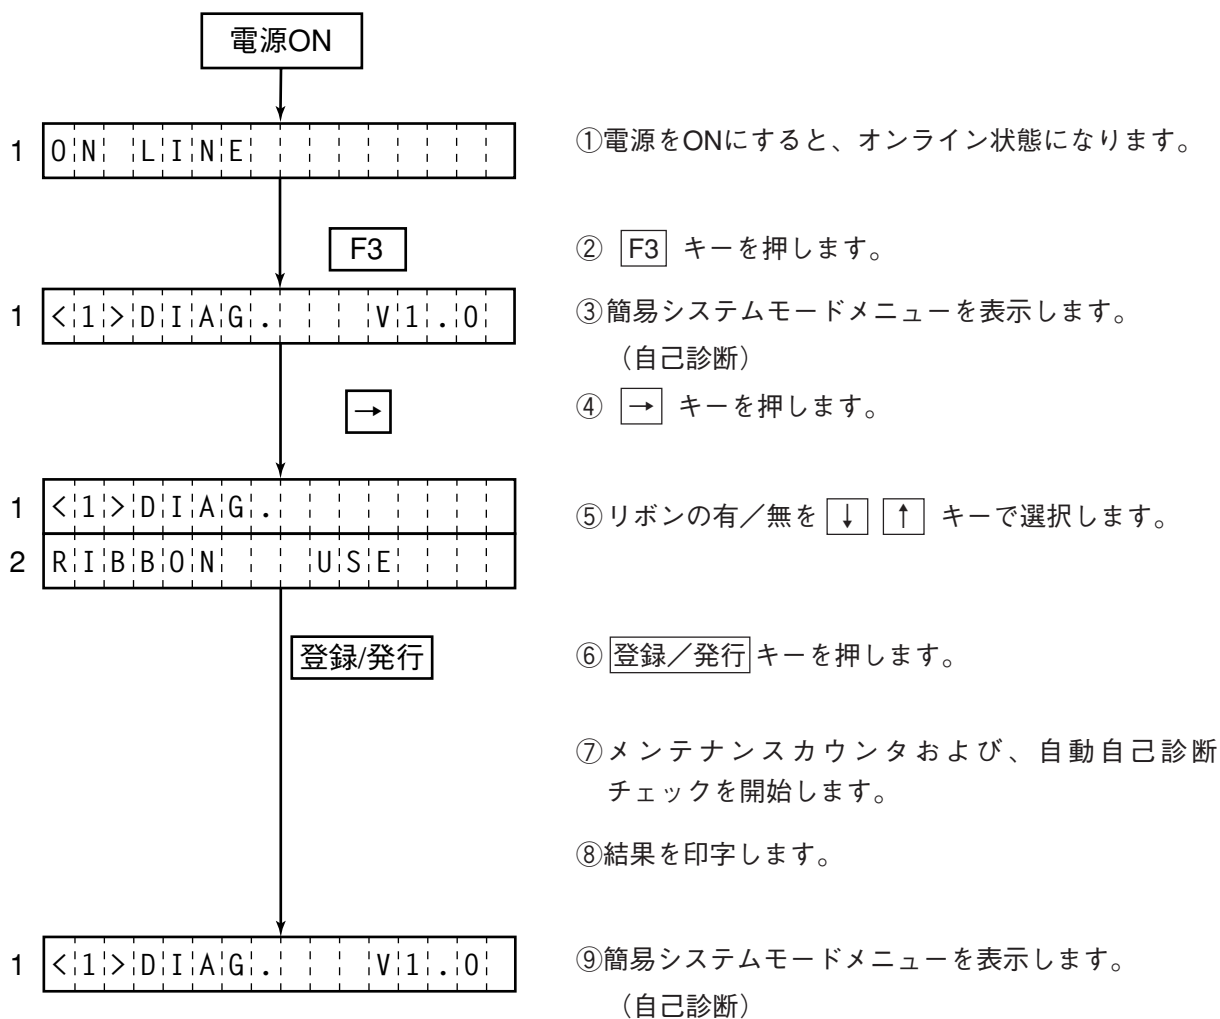 電源ON
1 ON LINE
①電源をONにすると、オンライン状態になります。
F3
② F3 キーを押します。
1 <1>DIAG.   V1.0
③簡易システムモードメニューを表示します。
（自己診断）
→
④ → キーを押します。
1 <1>DIAG.
2 RIBBON   USE
⑤リボンの有／無を ↓ ↑ キーで選択します。
登録/発行
⑥ 登録／発行 キーを押します。
⑦メンテナンスカウンタおよび、自動自己診断
チェックを開始します。
⑧結果を印字します。
1 <1>DIAG.   V1.0
⑨簡易システムモードメニューを表示します。
（自己診断）